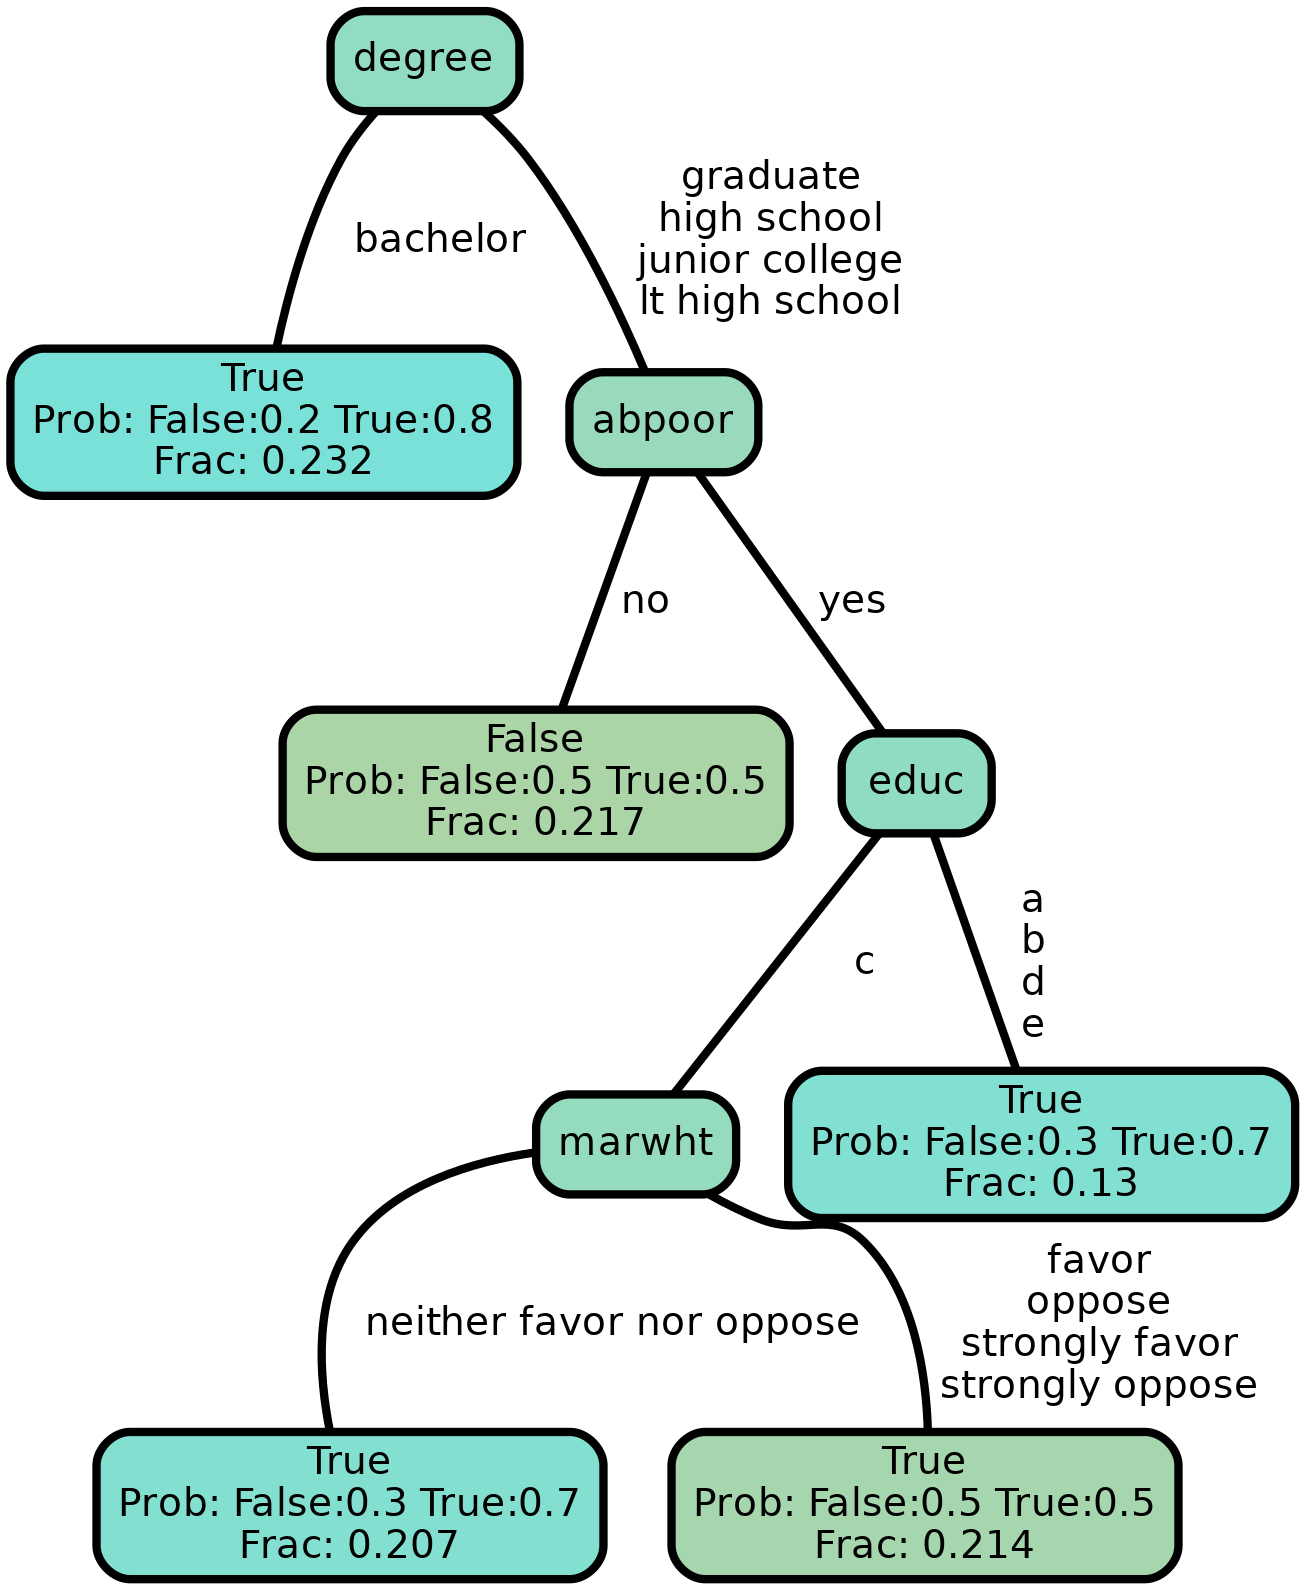 degree
bachelor
graduate
high school
junior college
lt high school
True
Prob: False:0.2 True:0.8
Frac: 0.232
abpoor
no
yes
False
Prob: False:0.5 True:0.5
Frac: 0.217
educ
c
a
b
d
e
marwht
True
Prob: False:0.3 True:0.7
Frac: 0.13
neither favor nor oppose
favor
oppose
strongly favor
strongly oppose
True
Prob: False:0.3 True:0.7
Frac: 0.207
True
Prob: False:0.5 True:0.5
Frac: 0.214